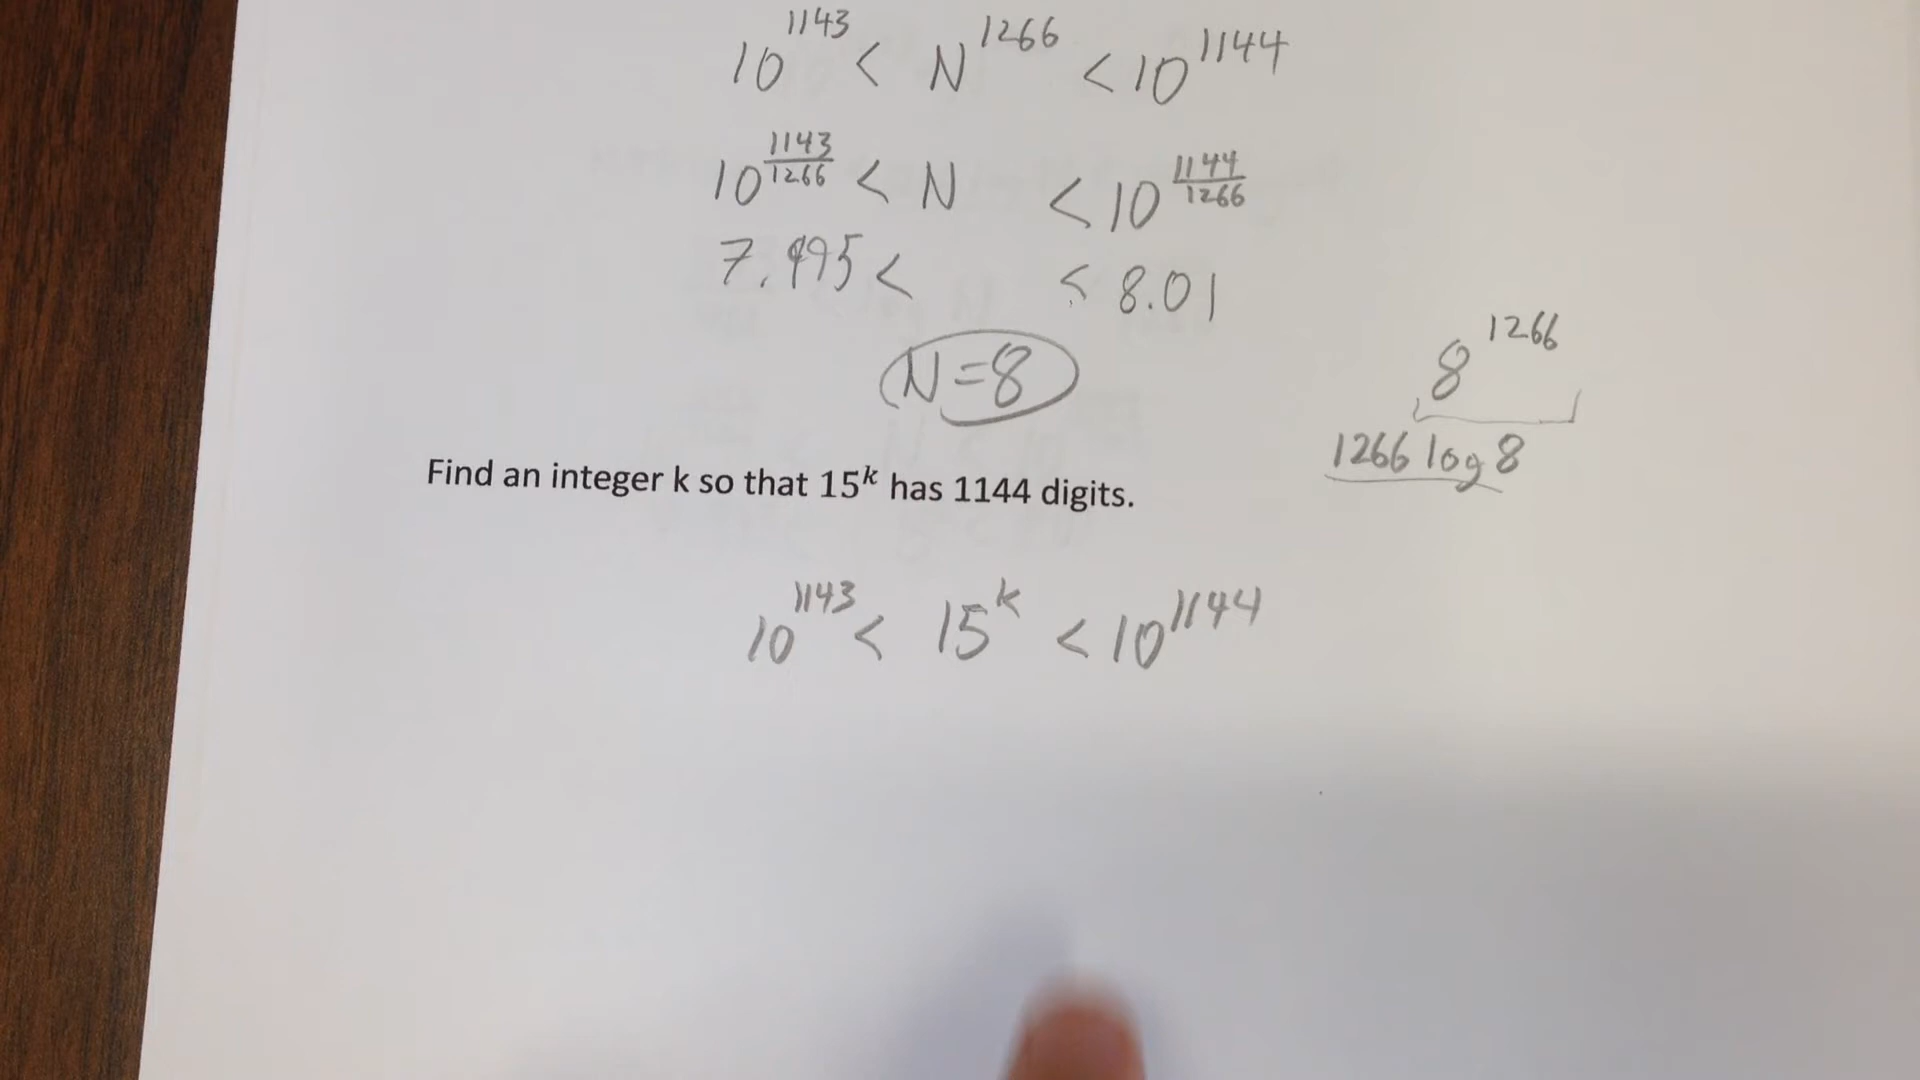 10^1143 < N^1266 < 10^1144
10^(1143/1266) < N < 10^(1144/1266)
7.995 < < 8.01
N=8
8^1266
1266 log 8
Find an integer k so that 15^k has 1144 digits.
10^1143 < 15^k < 10^1144